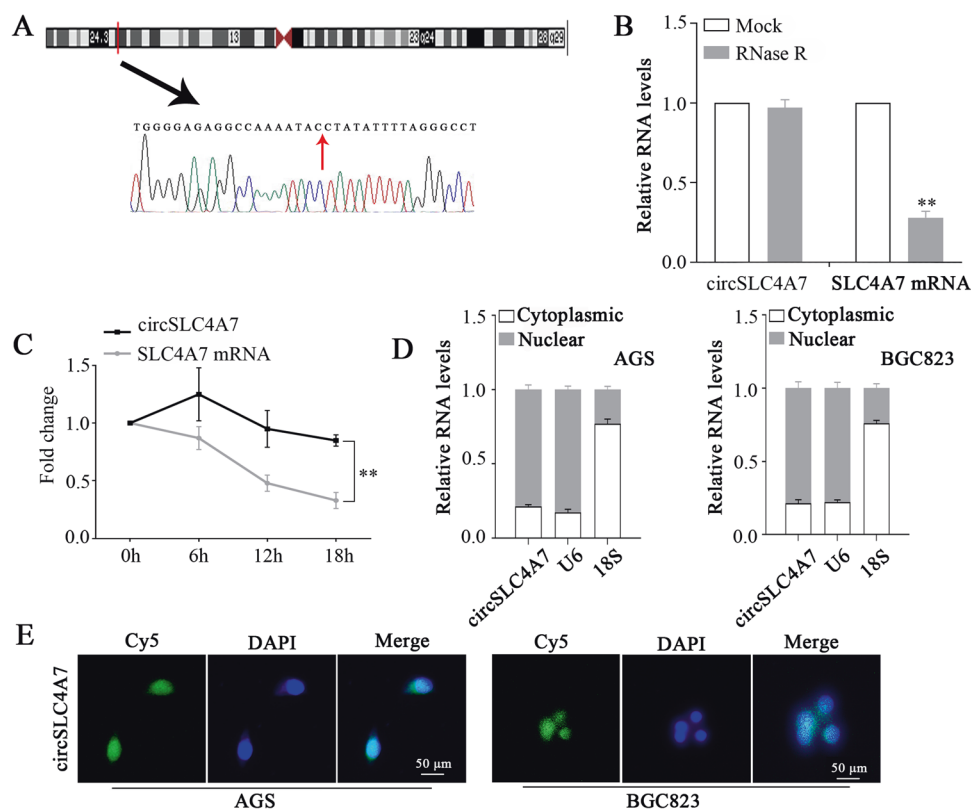 A
24.3
13
23
q24
28
q29
TGGGGAGAGGCCAAAATACCTATATTTTAGGGCCT
B
Mock
RNase R
Relative RNA levels
1.5
1.0
0.5
0.0
**
circSLC4A7
SLC4A7 mRNA
C
circSLC4A7
SLC4A7 mRNA
Fold change
1.5
1.0
0.5
0.0
**
0h
6h
12h
18h
D
Cytoplasmic
Nuclear
AGS
Relative RNA levels
1.5
1.0
0.5
0.0
circSLC4A7
U6
18S
Cytoplasmic
Nuclear
BGC823
Relative RNA levels
1.5
1.0
0.5
0.0
circSLC4A7
U6
18S
E
Cy5
DAPI
Merge
circSLC4A7
50 μm
AGS
Cy5
DAPI
Merge
50 μm
BGC823